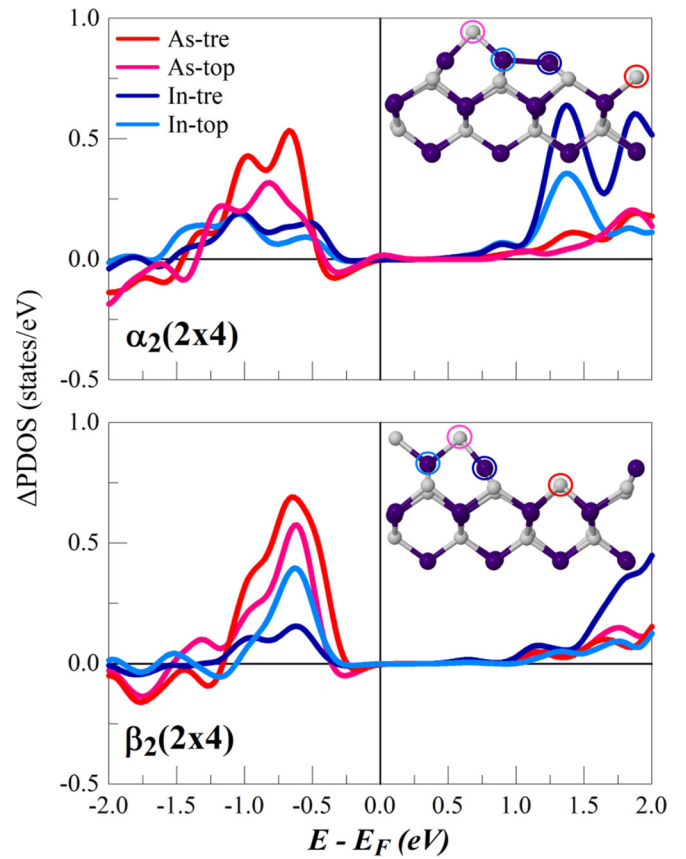 1.0
As-tre
As-top
In-tre
In-top
0.5
0.0
α2(2x4)
-0.5
ΔPDOS (states/eV)
1.0
0.5
0.0
β2(2x4)
-0.5
-2.0 -1.5 -1.0 -0.5 0.0 0.5 1.0 1.5 2.0
E - EF (eV)